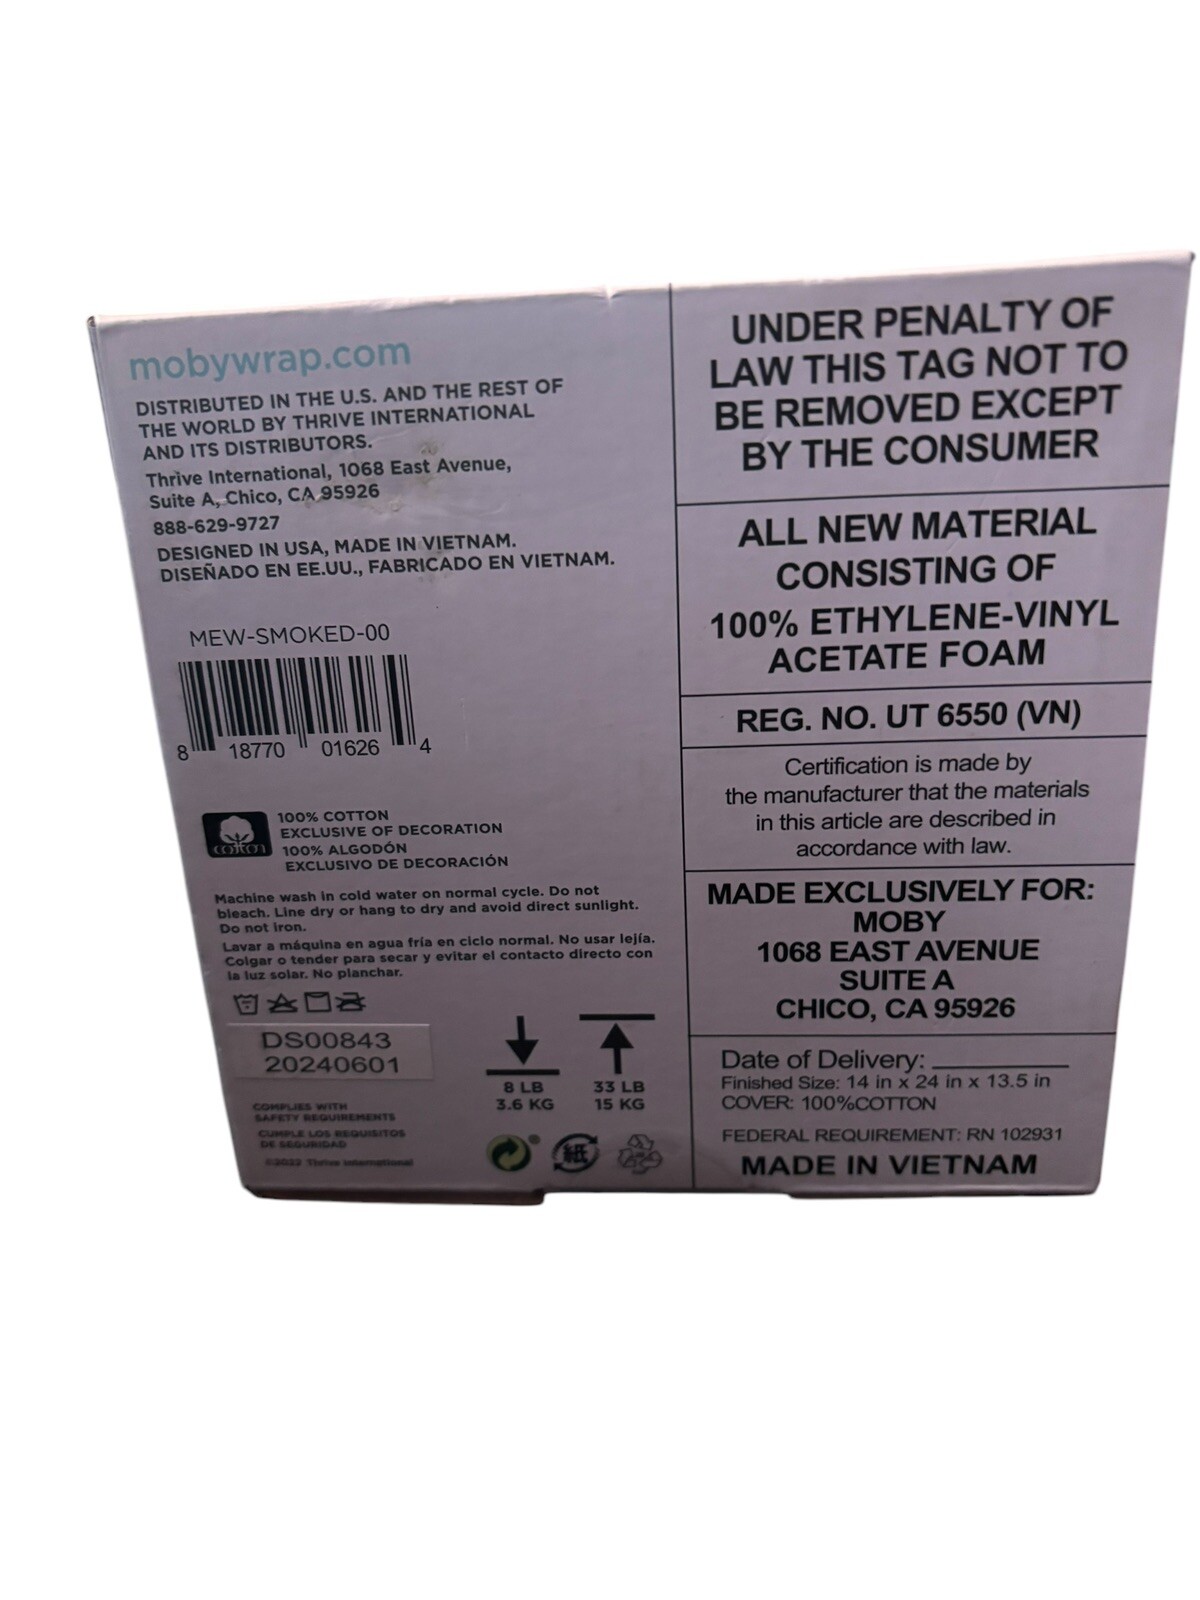 mobywrap.com
DISTRIBUTED IN THE U.S. AND THE REST OF
THE WORLD BY THRIVE INTERNATIONAL
AND ITS DISTRIBUTORS.
Thrive International, 1068 East Avenue,
Suite A, Chico, CA 95926
888-629-9727
DESIGNED IN USA, MADE IN VIETNAM.
DISEÑADO EN EE.UU., FABRICADO EN VIETNAM.
MEW-SMOKED-00
8 18770 01626 4
COTTON
100% COTTON
EXCLUSIVE OF DECORATION
100% ALGODÓN
EXCLUSIVO DE DECORACIÓN
Machine wash in cold water on normal cycle. Do not
bleach. Line dry or hang to dry and avoid direct sunlight.
Do not iron.
Lavar a máquina en agua fría en ciclo normal. No usar lejía.
Colgar o tender para secar y evitar el contacto directo con
la luz solar. No planchar.
DS00843
20240601
8 LB
3.6 KG
33 LB
15 KG
COMPLIES WITH
SAFETY REQUIREMENTS
CUMPLE LOS REQUISITOS
DE SEGURIDAD
©2022 Thrive International
®
紙
UNDER PENALTY OF
LAW THIS TAG NOT TO
BE REMOVED EXCEPT
BY THE CONSUMER
ALL NEW MATERIAL
CONSISTING OF
100% ETHYLENE-VINYL
ACETATE FOAM
REG. NO. UT 6550 (VN)
Certification is made by
the manufacturer that the materials
in this article are described in
accordance with law.
MADE EXCLUSIVELY FOR:
MOBY
1068 EAST AVENUE
SUITE A
CHICO, CA 95926
Date of Delivery:
Finished Size: 14 in x 24 in x 13.5 in
COVER: 100%COTTON
FEDERAL REQUIREMENT: RN 102931
MADE IN VIETNAM